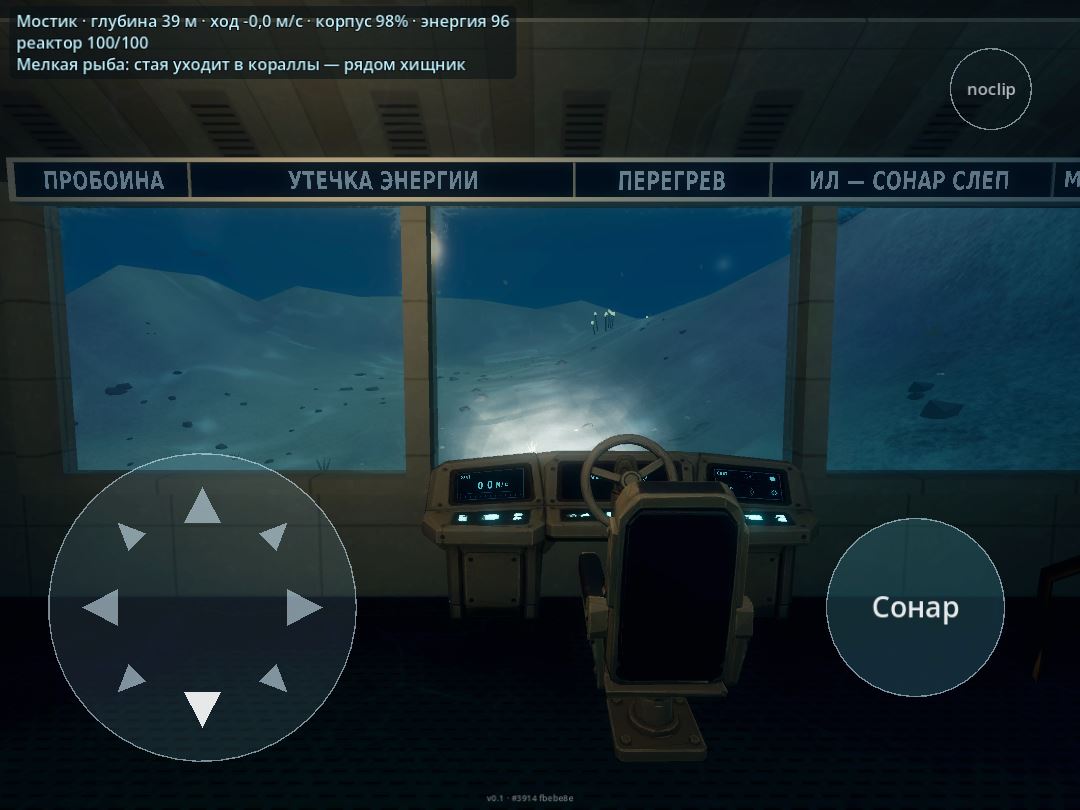 Мостик · глубина 39 м · ход -0,0 м/с · корпус 98% · энергия 96
реактор 100/100
Мелкая рыба: стая уходит в кораллы — рядом хищник
noclip
ПРОБОИНА
УТЕЧКА ЭНЕРГИИ
ПЕРЕГРЕВ
ИЛ — СОНАР СЛЕП
Сонар
v0.1 · #3914 fbebe8e